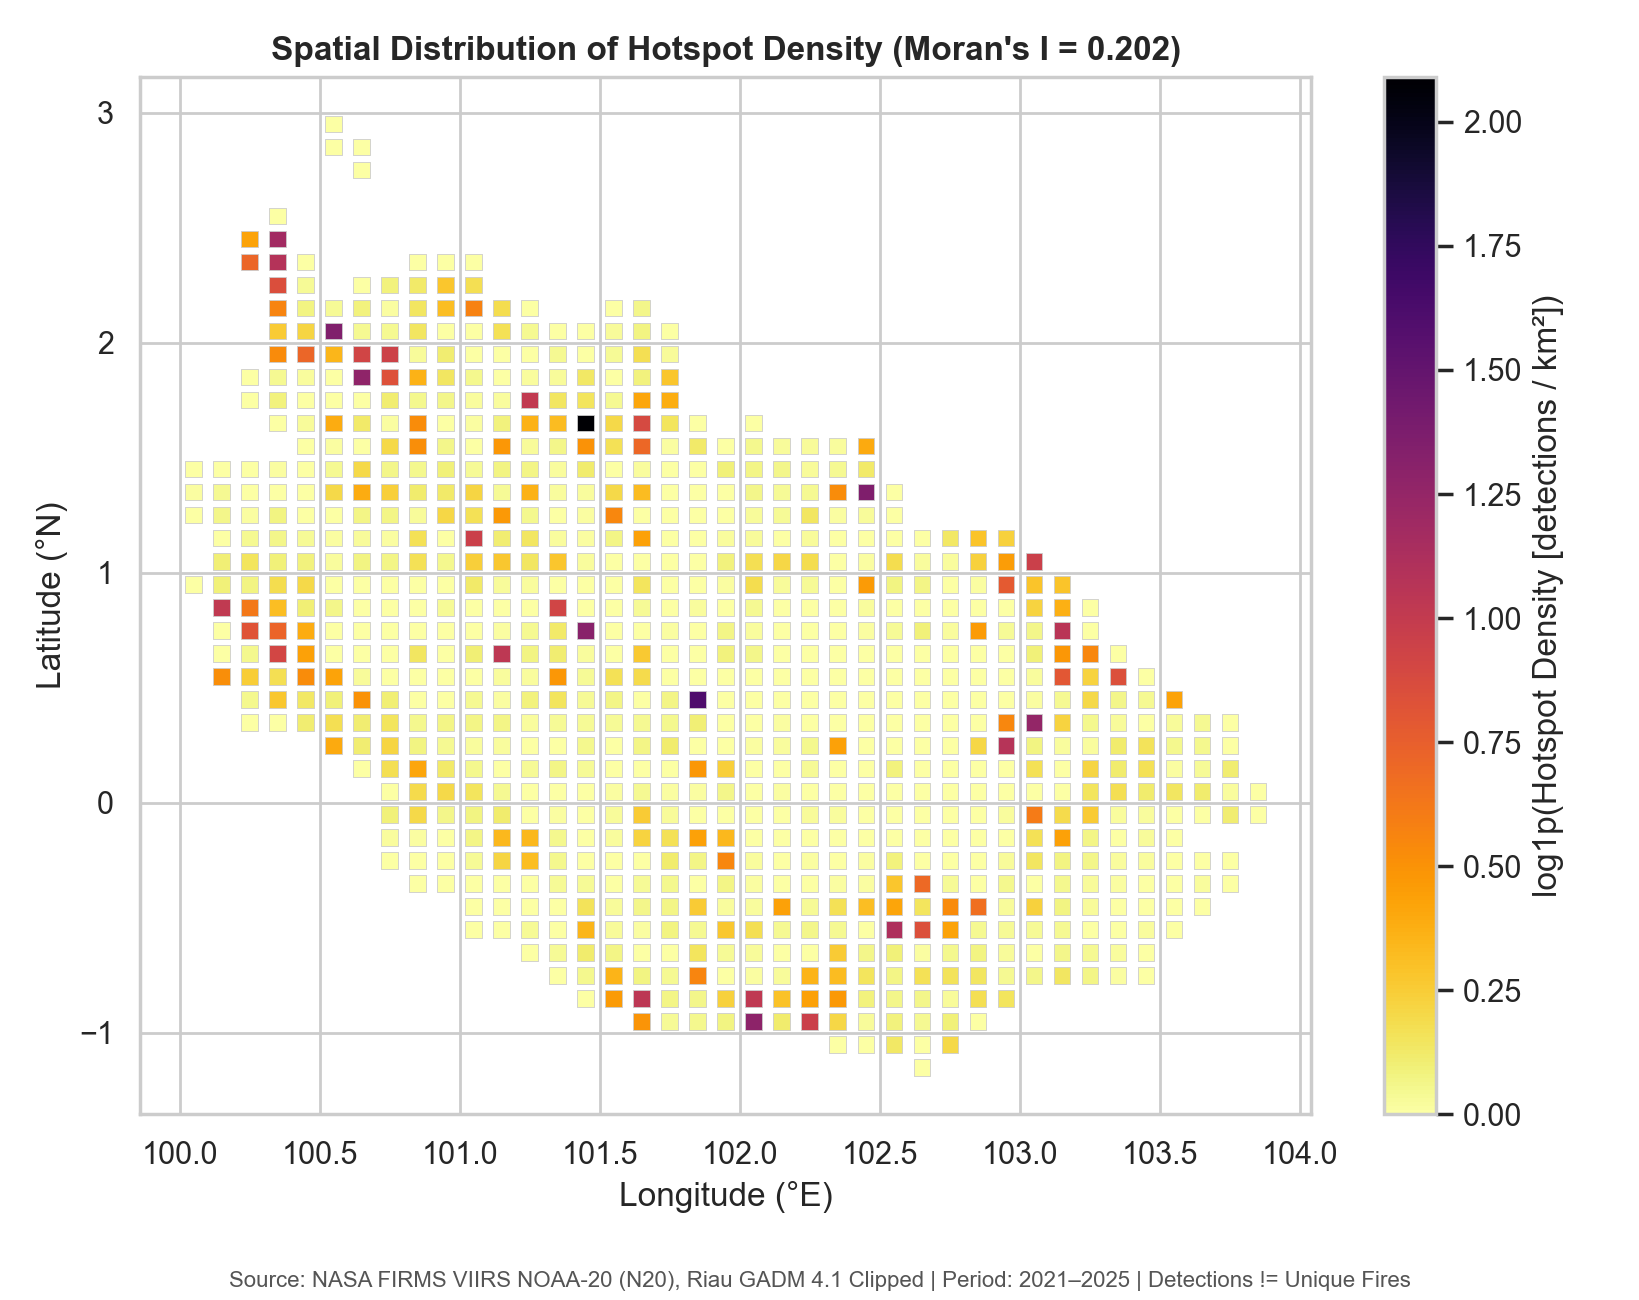 Spatial Distribution of Hotspot Density (Moran's I = 0.202)
3
2
1
0
−1
Latitude (°N)
100.0 100.5 101.0 101.5 102.0 102.5 103.0 103.5 104.0
Longitude (°E)
2.00
1.75
1.50
1.25
1.00
0.75
0.50
0.25
0.00
log1p(Hotspot Density [detections / km²])
Source: NASA FIRMS VIIRS NOAA-20 (N20), Riau GADM 4.1 Clipped | Period: 2021–2025 | Detections != Unique Fires